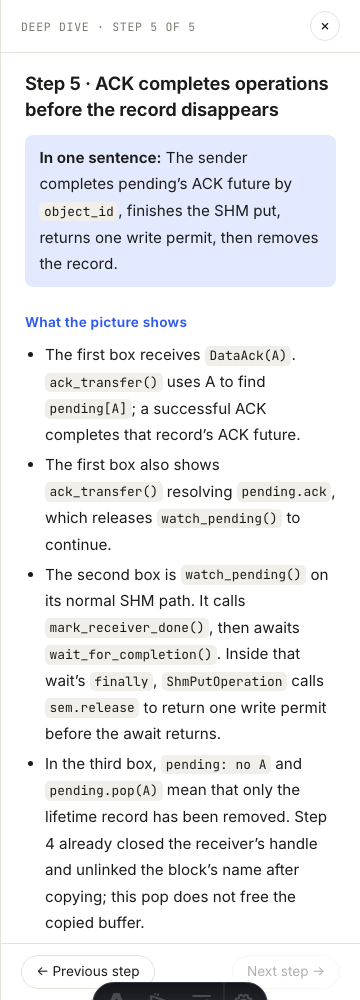 DEEP DIVE · STEP 5 OF 5
×
Step 5 · ACK completes operations
before the record disappears
In one sentence: The sender
completes pending’s ACK future by
object_id, finishes the SHM put,
returns one write permit, then removes
the record.
What the picture shows
• The first box receives DataAck(A).
ack_transfer() uses A to find
pending[A]; a successful ACK
completes that record’s ACK future.
• The first box also shows
ack_transfer() resolving pending.ack,
which releases watch_pending() to
continue.
• The second box is watch_pending() on
its normal SHM path. It calls
mark_receiver_done(), then awaits
wait_for_completion(). Inside that
wait’s finally, ShmPutOperation calls
sem.release to return one write permit
before the await returns.
• In the third box, pending: no A and
pending.pop(A) mean that only the
lifetime record has been removed. Step
4 already closed the receiver’s handle
and unlinked the block’s name after
copying; this pop does not free the
copied buffer.
← Previous step
Next step →